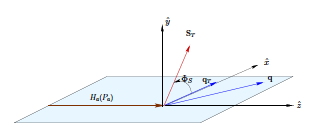 ŷ
S_T
x̂
Φ_S
q_T
q
H_a(P_a)
ẑ